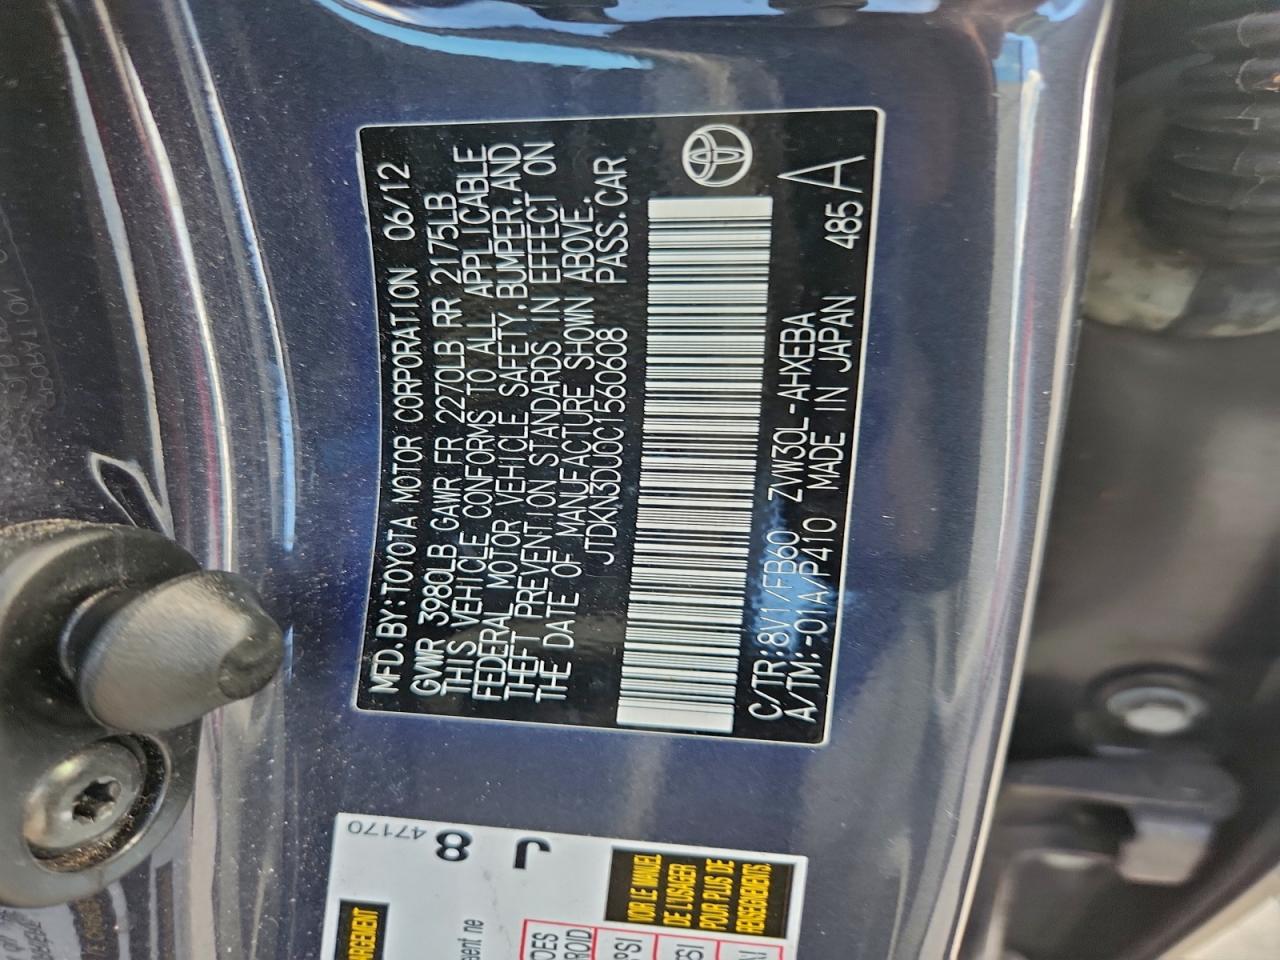 MFD.BY:TOYOTA MOTOR CORPORATION 06/12
GVWR 3980LB GAWR FR 2270LB RR 2175LB
THIS VEHICLE CONFORMS TO ALL APPLICABLE
FEDERAL MOTOR VEHICLE SAFETY,BUMPER,AND
THEFT PREVENTION STANDARDS IN EFFECT ON
THE DATE OF MANUFACTURE SHOWN ABOVE.
JTDKN3DU0C1560608 PASS.CAR
C/TR:8V1/FB60 ZVW30L-AHXEBA
A/TM:-01A/P410 MADE IN JAPAN 485A
47170
8
J
VOIR LE MANUEL
DE L'USAGER
POUR PLUS DE
RENSEIGNEMENTS.